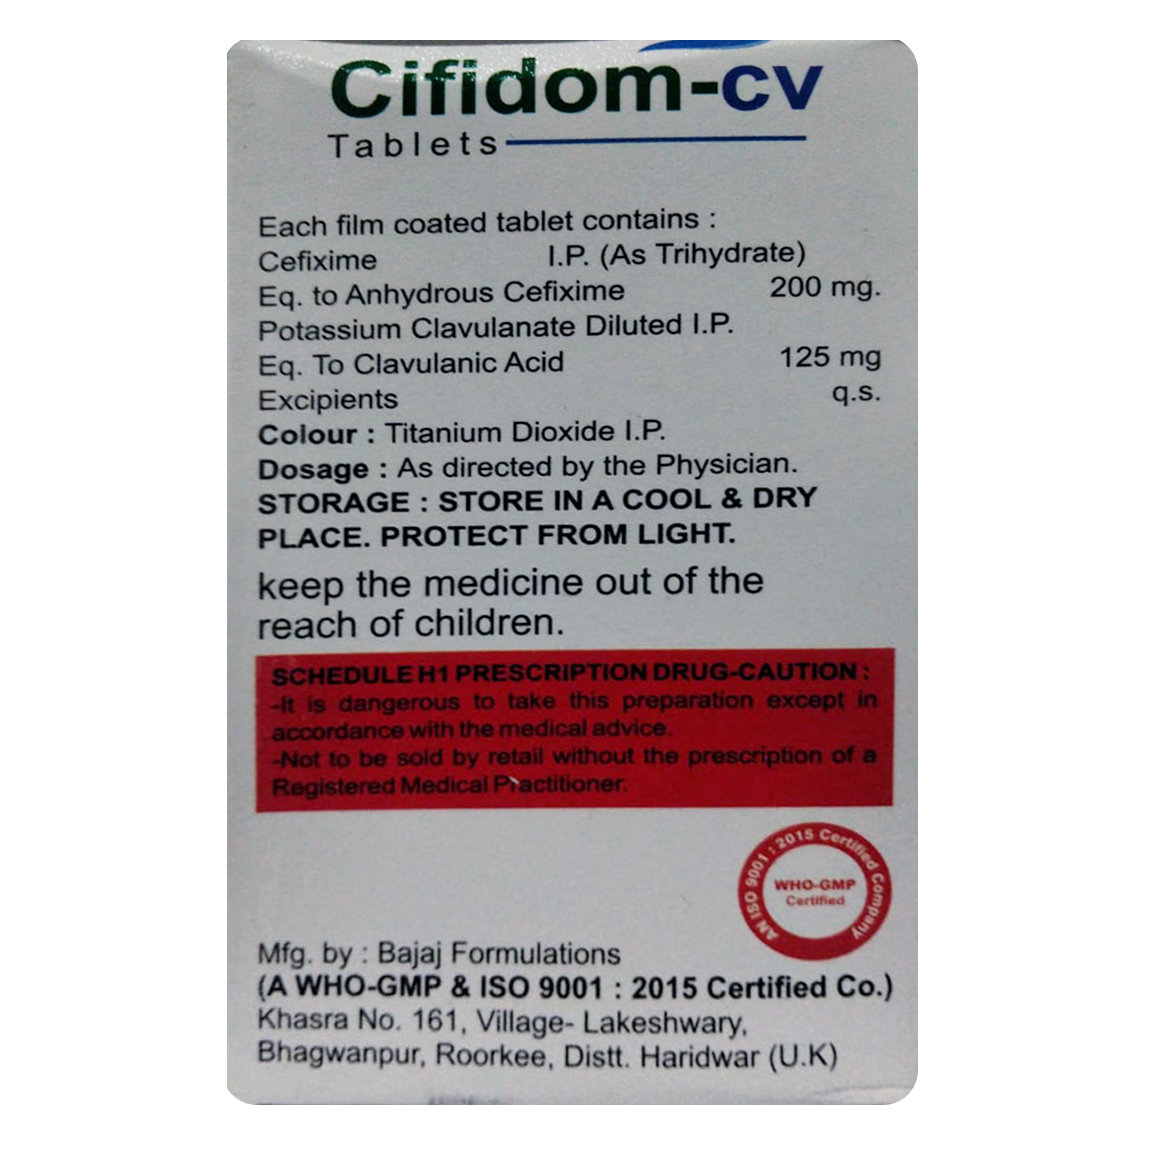 Cifidom-cv
Tablets
Each film coated tablet contains :
Cefixime I.P. (As Trihydrate)
Eq. to Anhydrous Cefixime 200 mg.
Potassium Clavulanate Diluted I.P.
Eq. To Clavulanic Acid 125 mg
Excipients q.s.
Colour : Titanium Dioxide I.P.
Dosage : As directed by the Physician.
STORAGE : STORE IN A COOL & DRY
PLACE. PROTECT FROM LIGHT.
keep the medicine out of the
reach of children.
SCHEDULE H1 PRESCRIPTION DRUG-CAUTION :
-It is dangerous to take this preparation except in
accordance with the medical advice.
-Not to be sold by retail without the prescription of a
Registered Medical Practitioner.
AN ISO 9001 : 2015 Certified Company
WHO-GMP
Certified
Mfg. by : Bajaj Formulations
(A WHO-GMP & ISO 9001 : 2015 Certified Co.)
Khasra No. 161, Village- Lakeshwary,
Bhagwanpur, Roorkee, Distt. Haridwar (U.K)